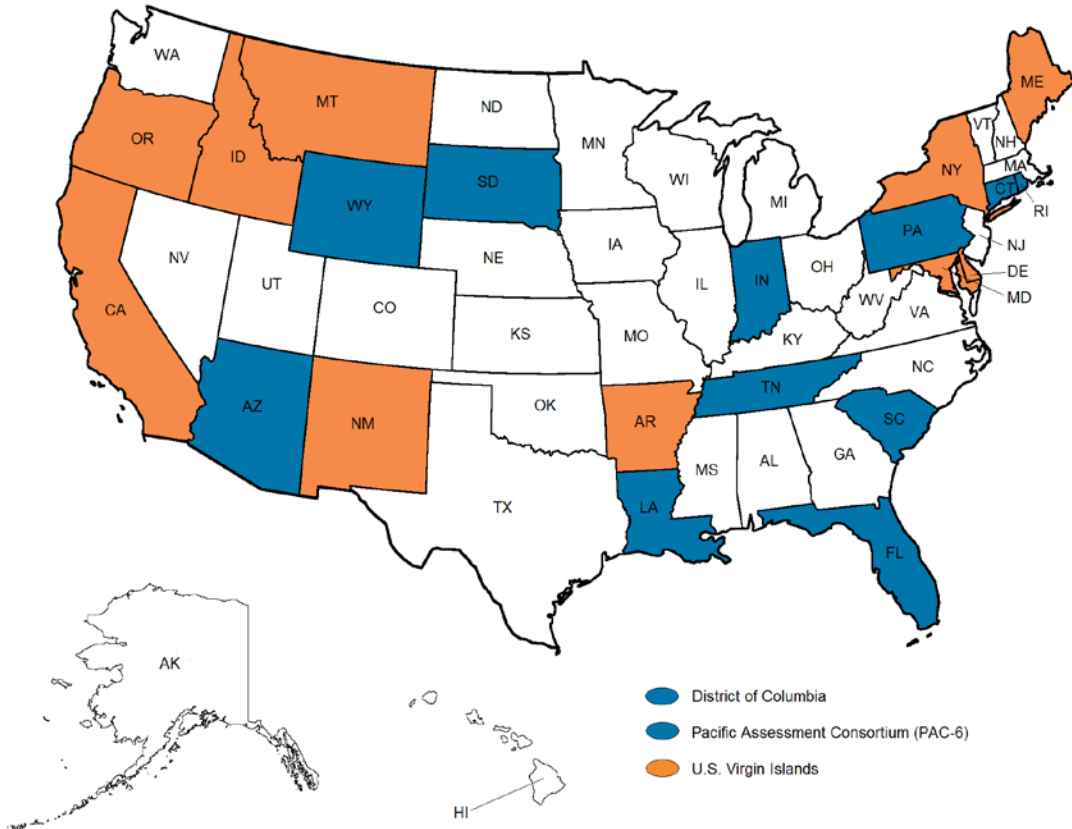 WA
MT
ND
MN
ME
VT
NH
OR
ID
SD
WI
NY
MA
WY
MI
CT
RI
IA
PA
NJ
NV
NE
OH
DE
UT
IL
IN
MD
CA
CO
WV
VA
KS
MO
KY
NC
TN
AZ
NM
OK
AR
SC
MS
AL
GA
TX
LA
FL
AK
HI
District of Columbia
Pacific Assessment Consortium (PAC-6)
U.S. Virgin Islands